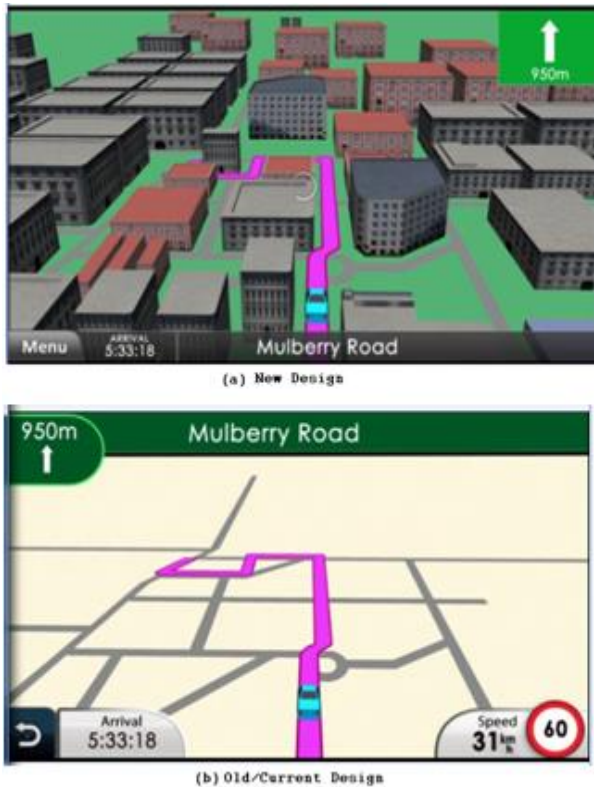 950m
Menu
ARRIVAL
5:33:18
Mulberry Road
(a) New Design
950m
Mulberry Road
Arrival
5:33:18
Speed
31 km/h
60
(b) Old/Current Design